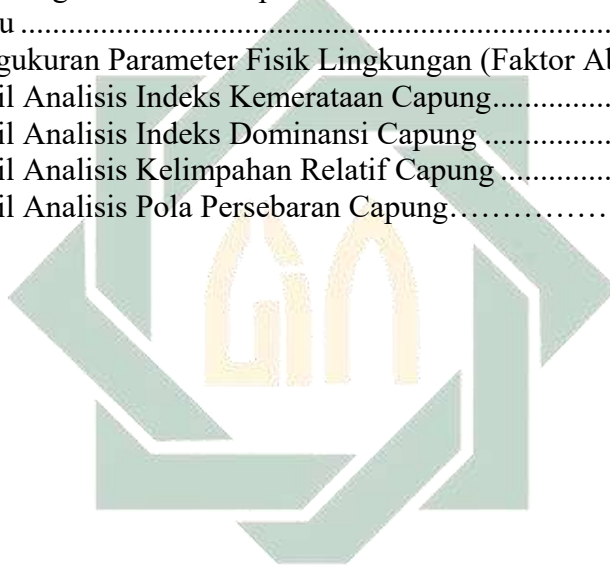 u ...........................................................................
gukuran Parameter Fisik Lingkungan (Faktor Ab
il Analisis Indeks Kemerataan Capung................
il Analisis Indeks Dominansi Capung .................
il Analisis Kelimpahan Relatif Capung ...............
il Analisis Pola Persebaran Capung……………